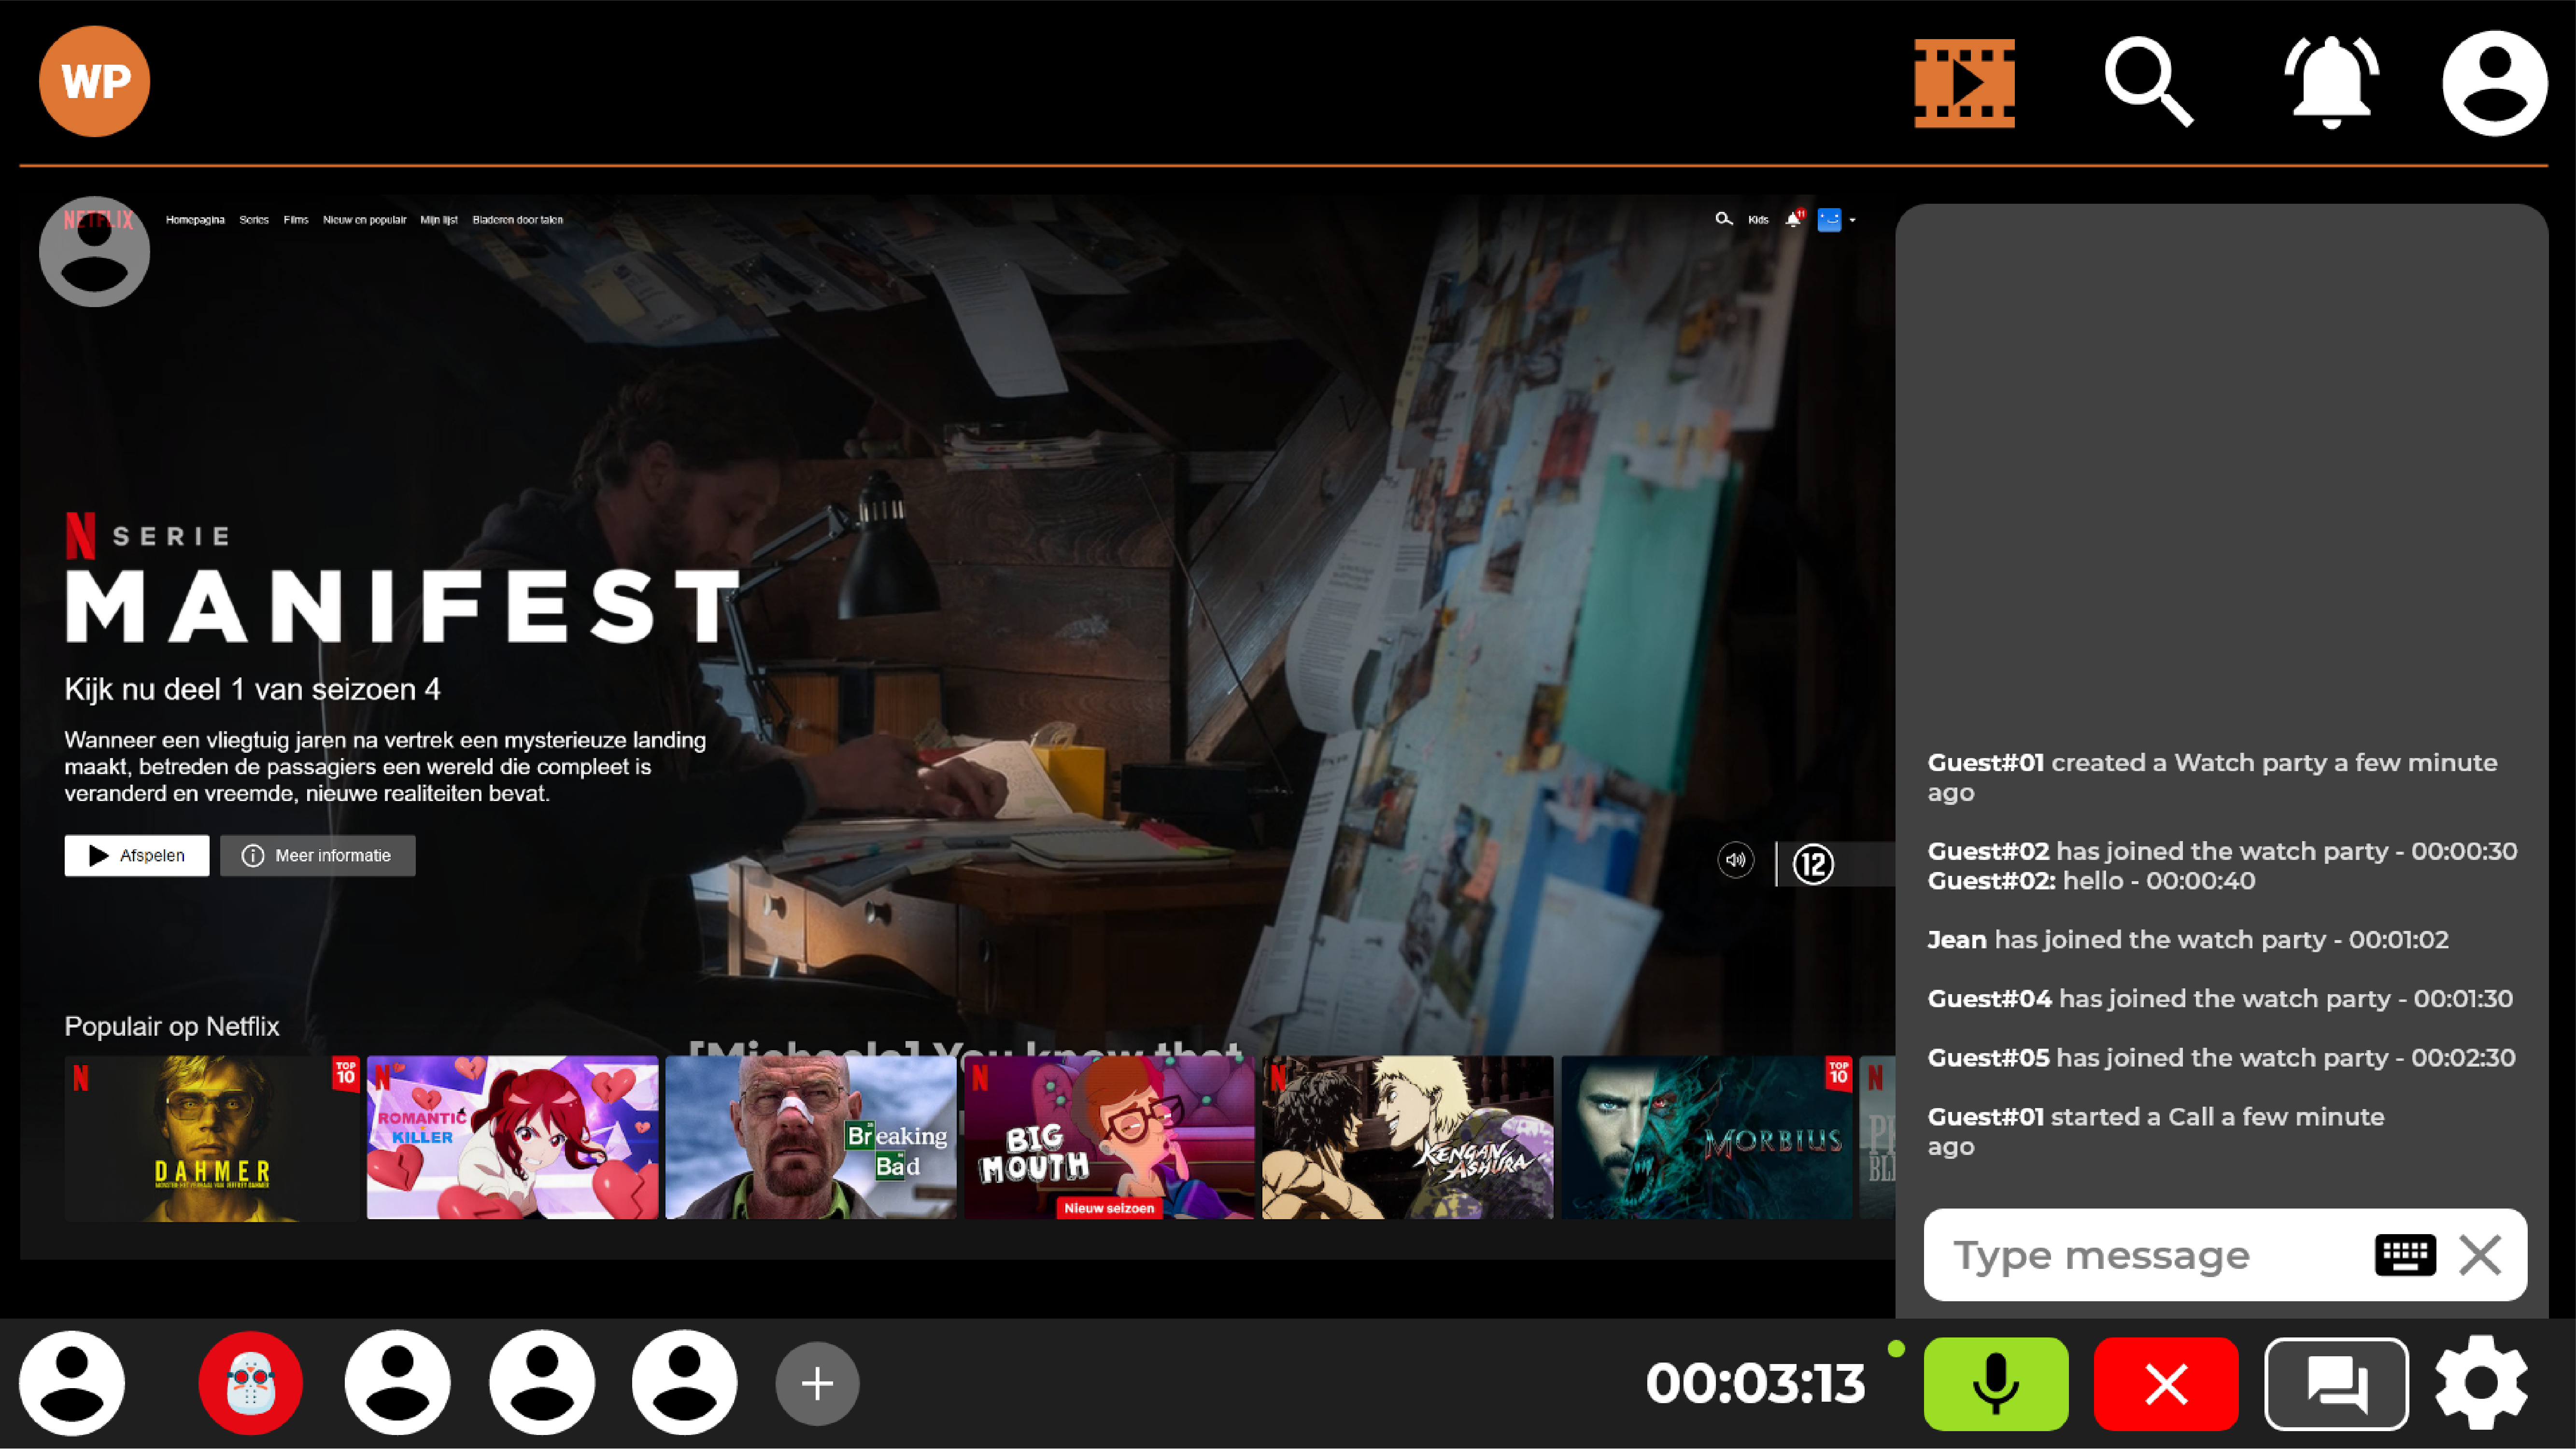 WP
NETFLIX Homepagina Series Films Nieuw en populair Mijn lijst Bladeren door talen
Kids
11
N SERIE
MANIFEST
Kijk nu deel 1 van seizoen 4
Wanneer een vliegtuig jaren na vertrek een mysterieuze landing
maakt, betreden de passagiers een wereld die compleet is
veranderd en vreemde, nieuwe realiteiten bevat.
Afspelen
Meer informatie
12
Populair op Netflix
[Michaela] You know that
N
TOP
10
DAHMER
N
ROMANTIC
KILLER
Breaking
Bad
N
BIG
MOUTH
Nieuw seizoen
N
KENGAN
ASHURA
TOP
10
MORBIUS
N
Guest#01 created a Watch party a few minute
ago
Guest#02 has joined the watch party - 00:00:30
Guest#02: hello - 00:00:40
Jean has joined the watch party - 00:01:02
Guest#04 has joined the watch party - 00:01:30
Guest#05 has joined the watch party - 00:02:30
Guest#01 started a Call a few minute
ago
Type message
00:03:13